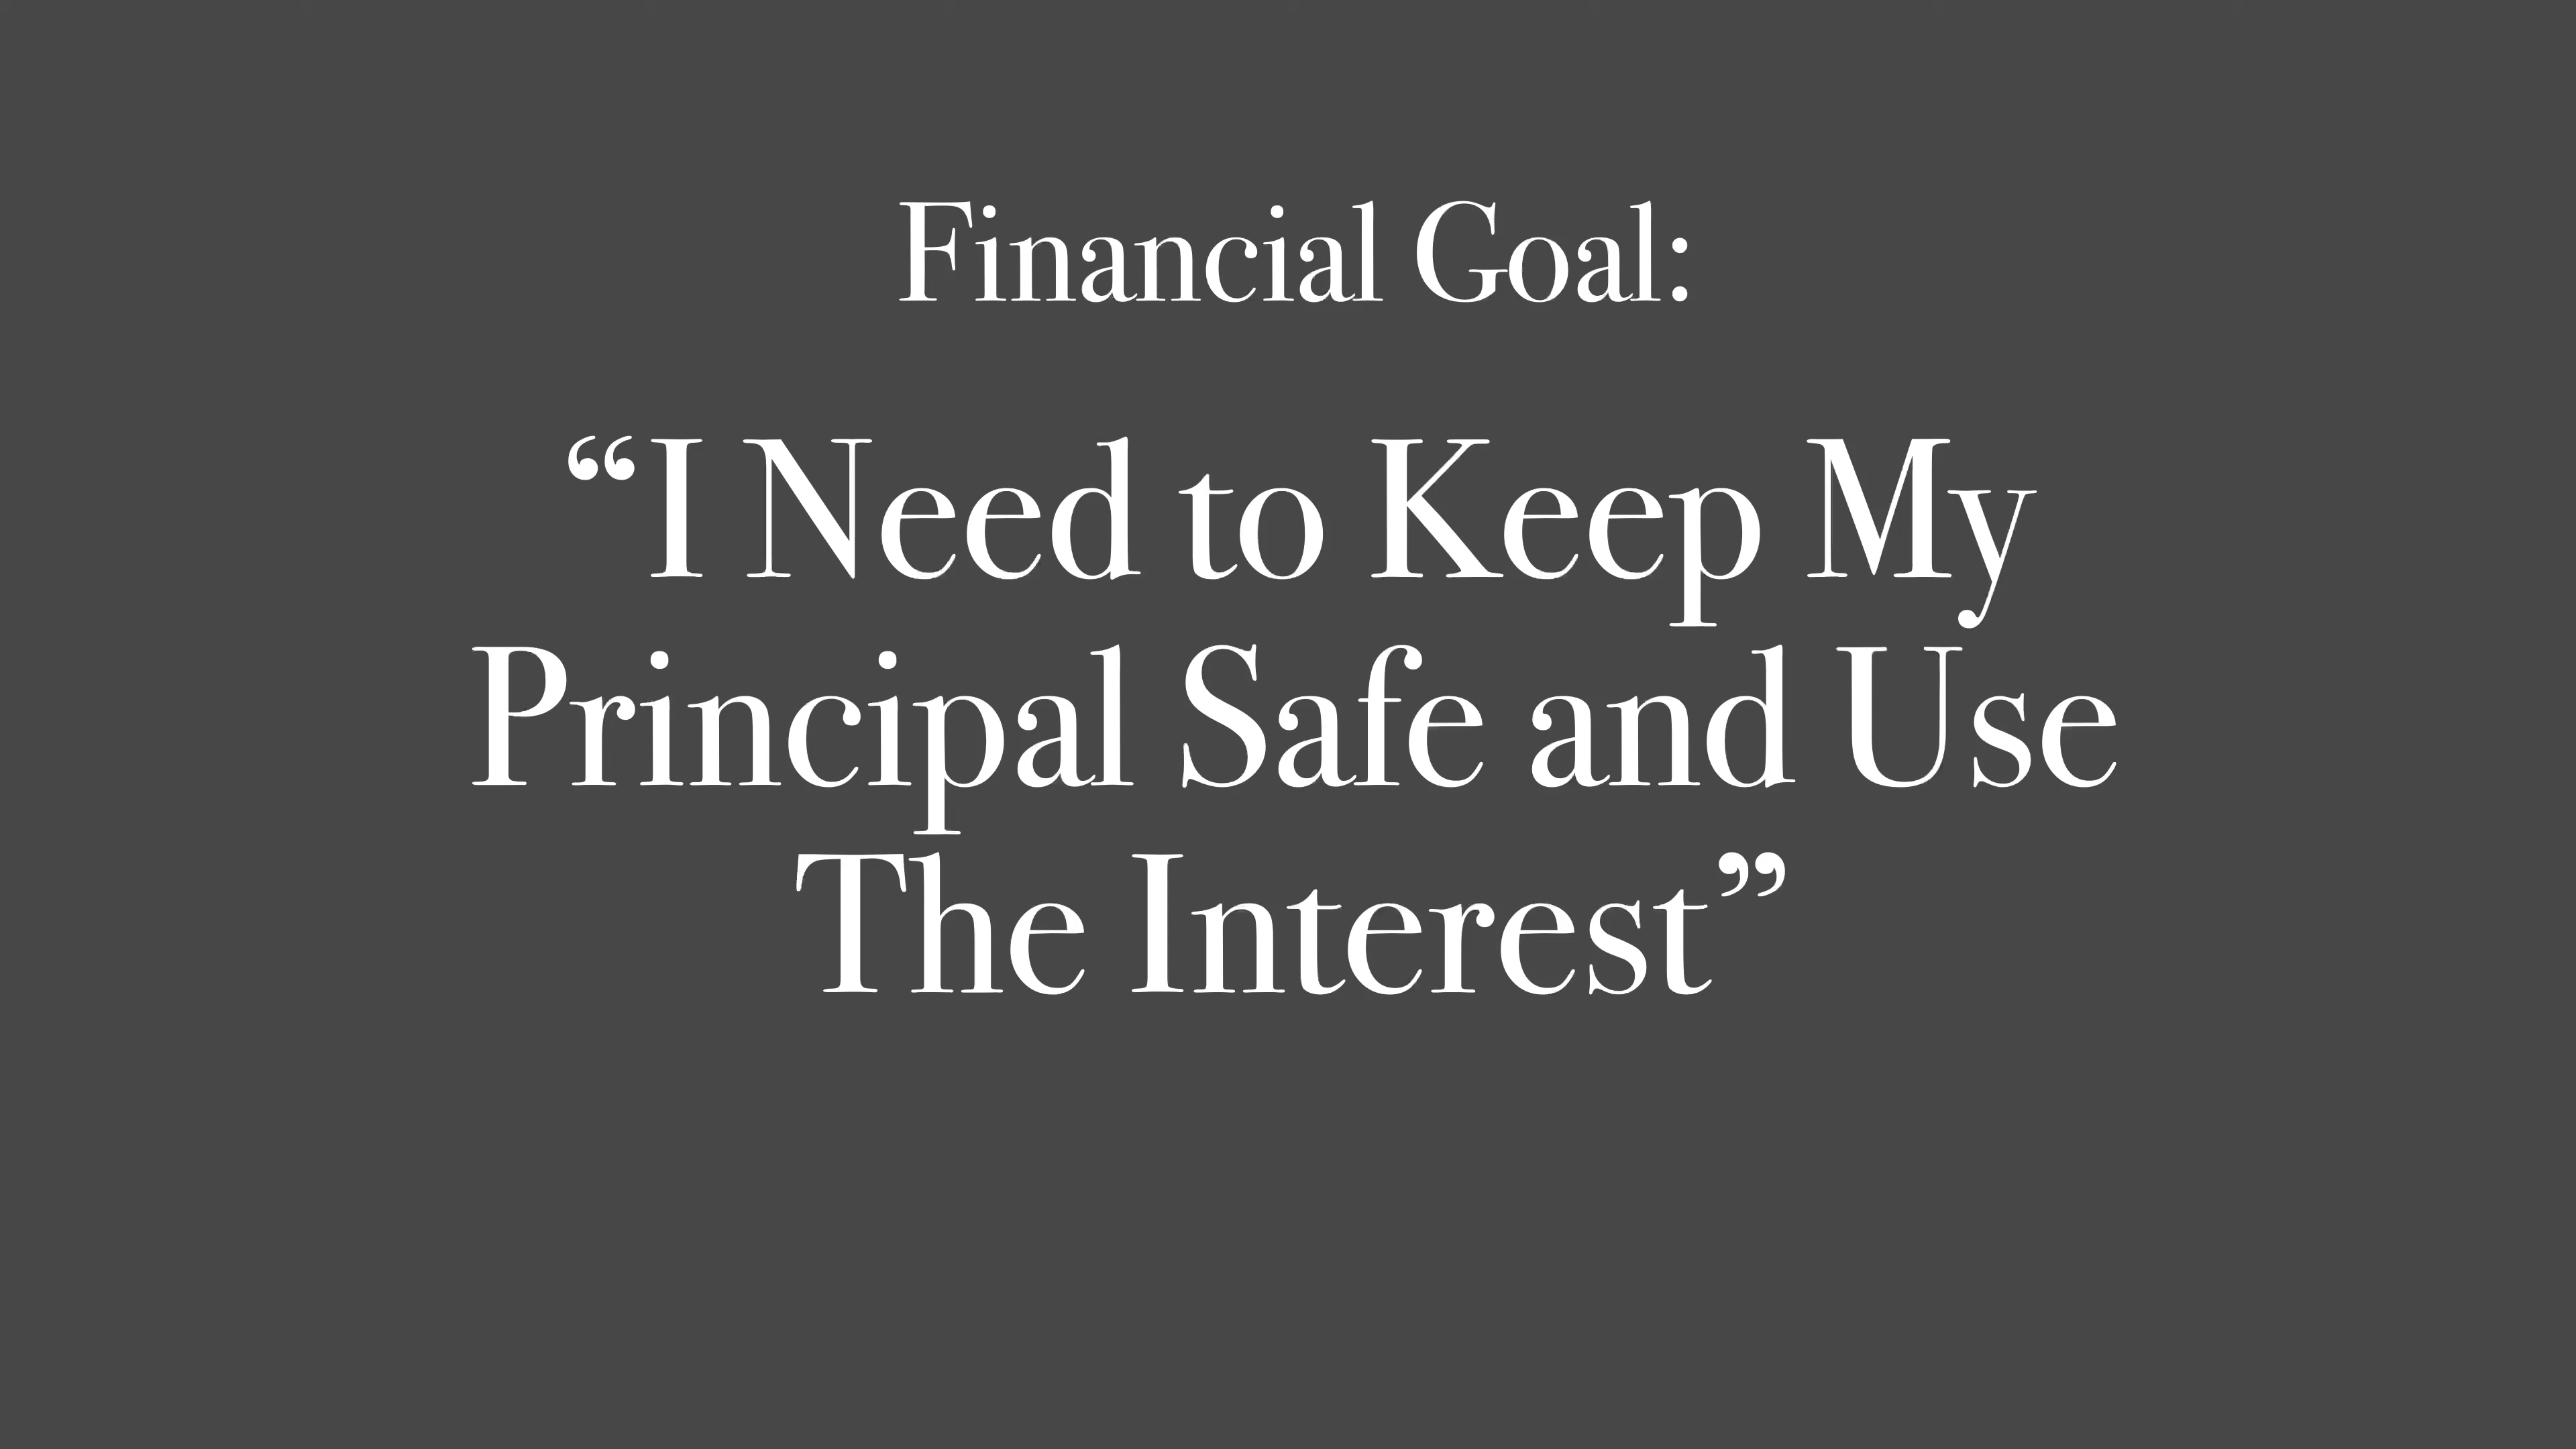 Financial Goal:
“I Need to Keep My
Principal Safe and Use
The Interest”